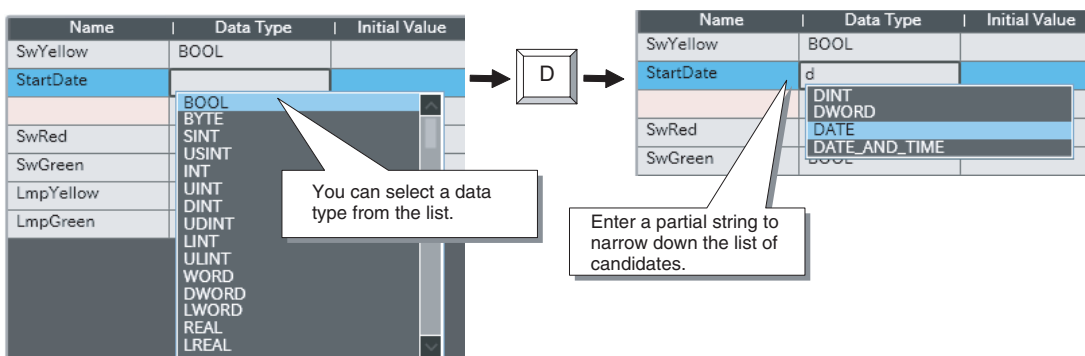 Name | Data Type | Initial Value
SwYellow BOOL
StartDate
BOOL
BYTE
SINT
USINT
INT
UINT
DINT
UDINT
LINT
ULINT
WORD
DWORD
LWORD
REAL
LREAL
SwRed
SwGreen
LmpYellow
LmpGreen
You can select a data
type from the list.
D
Name | Data Type | Initial Value
SwYellow BOOL
StartDate d
DINT
DWORD
DATE
DATE_AND_TIME
SwRed
SwGreen BOOL
Enter a partial string to
narrow down the list of
candidates.